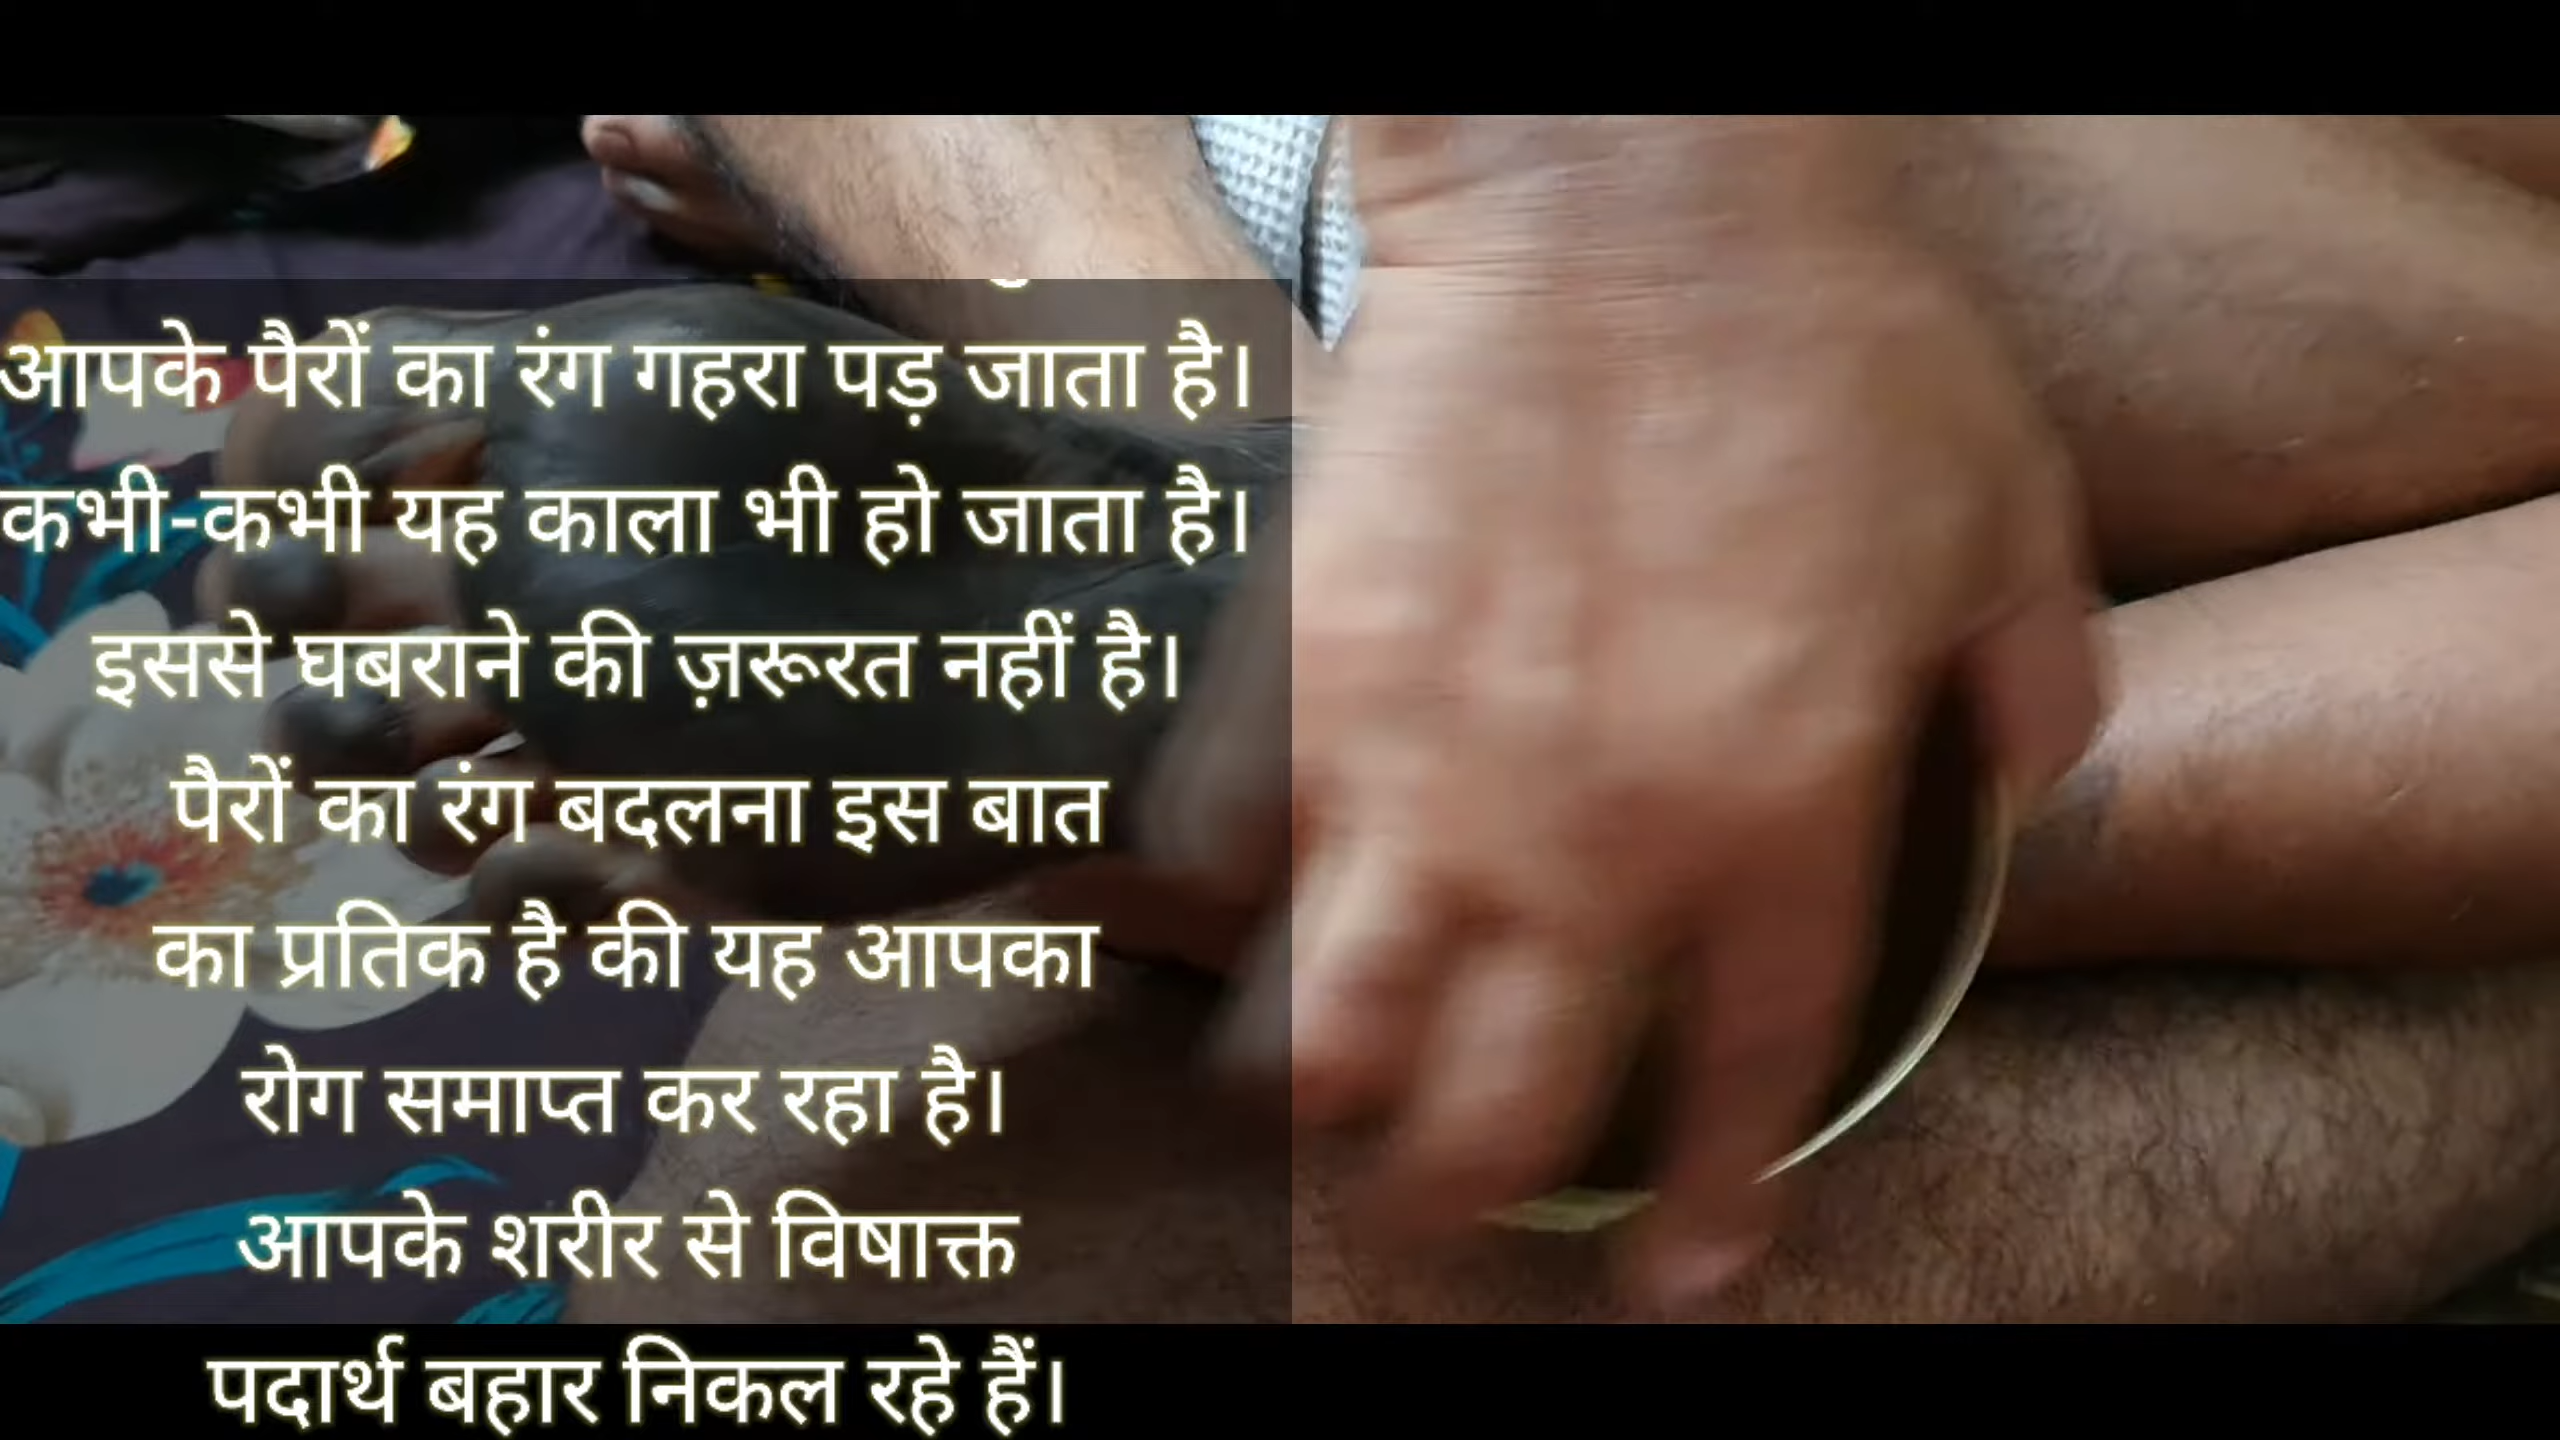 आपके पैरों का रंग गहरा पड़ जाता है।
कभी-कभी यह काला भी हो जाता है।
इससे घबराने की ज़रूरत नहीं है।
पैरों का रंग बदलना इस बात
का प्रतिक है की यह आपका
रोग समाप्त कर रहा है।
आपके शरीर से विषाक्त
पदार्थ बहार निकल रहे हैं।